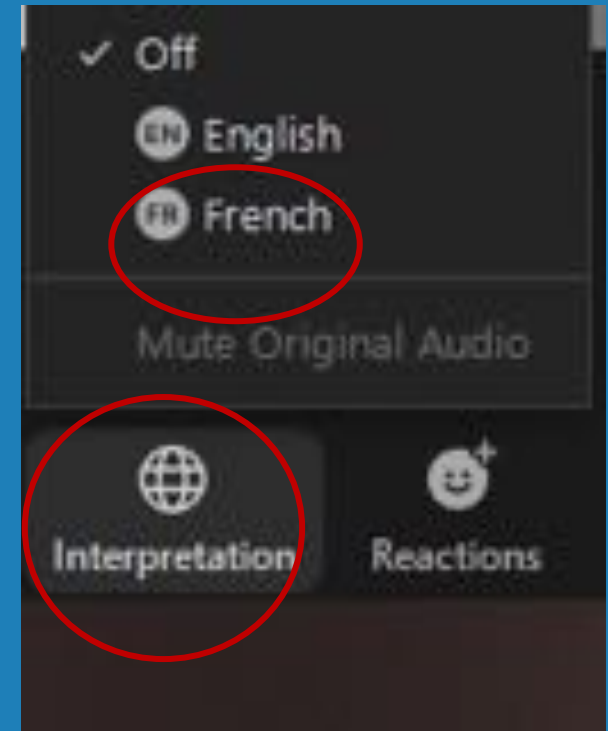 Off
EN English
FR French
Mute Original Audio
Interpretation Reactions